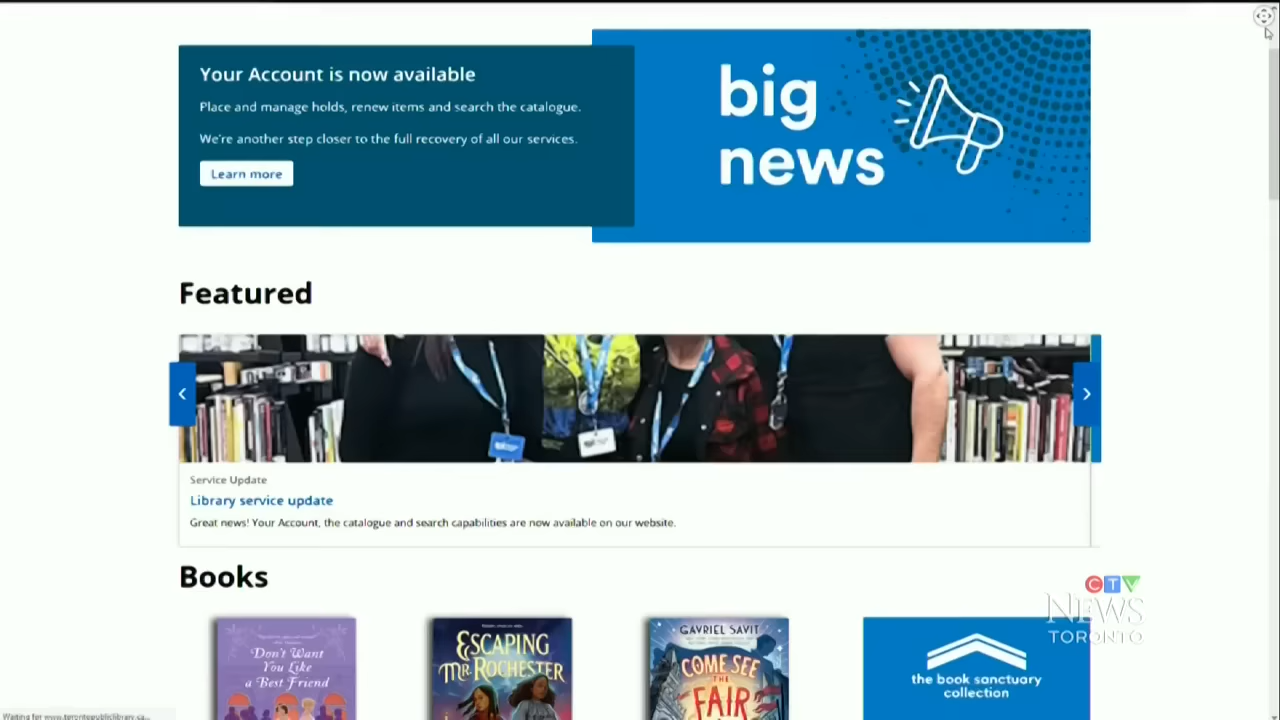 Your Account is now available
Place and manage holds, renew items and search the catalogue.
We're another step closer to the full recovery of all our services.
Learn more
big
news
Featured
Service Update
Library service update
Great news! Your Account, the catalogue and search capabilities are now available on our website.
Books
Don't Want
You Like
a Best Friend
ESCAPING
MR. ROCHESTER
GAVRIEL SAVIT
COME SEE
THE
FAIR
the book sanctuary
collection
CTV
NEWS
TORONTO